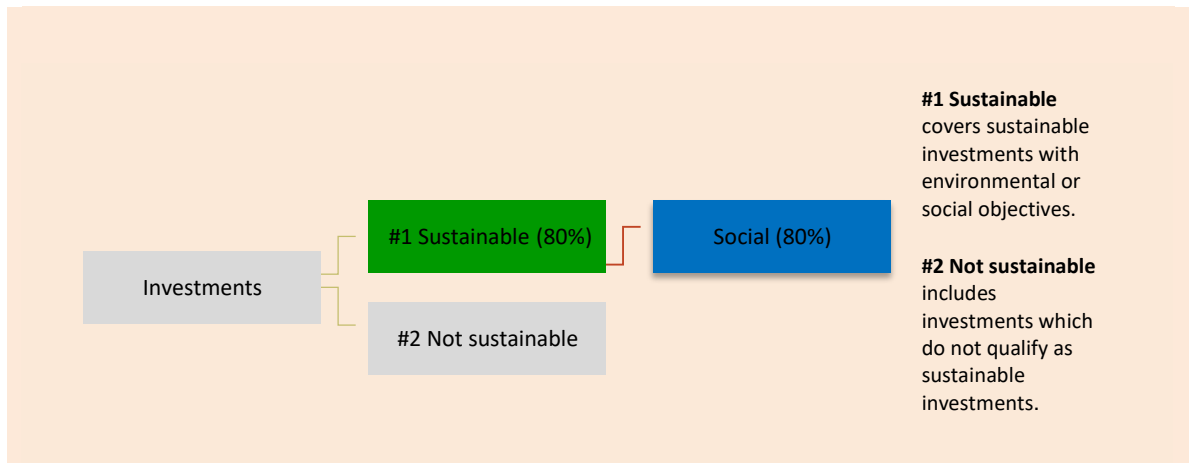 Investments
#1 Sustainable (80%)
Social (80%)
#2 Not sustainable
#1 Sustainable
covers sustainable
investments with
environmental or
social objectives.
#2 Not sustainable
includes
investments which
do not qualify as
sustainable
investments.